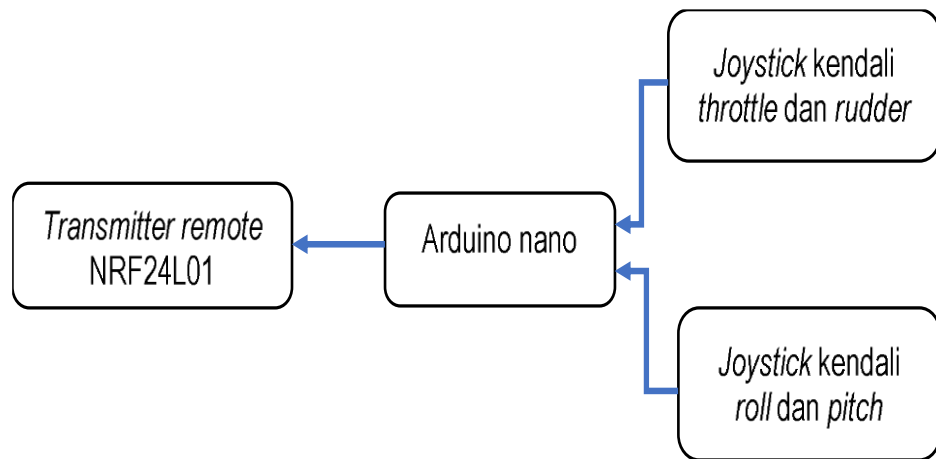 Joystick kendali
throttle dan rudder
Transmitter remote
NRF24L01
Arduino nano
Joystick kendali
roll dan pitch